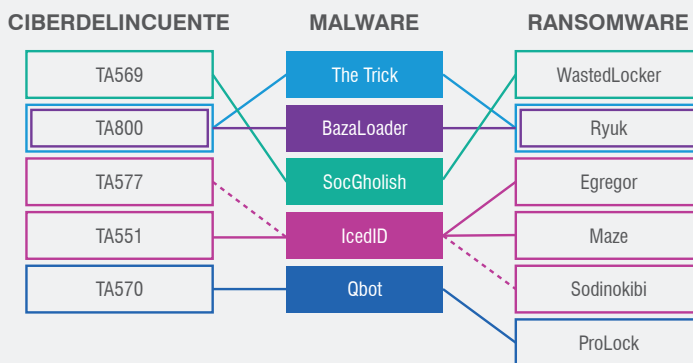 CIBERDELINCUENTE MALWARE RANSOMWARE
TA569 The Trick WastedLocker
TA800 BazaLoader Ryuk
TA577 SocGholish Egregor
TA551 IcedID Maze
TA570 Qbot Sodinokibi
ProLock